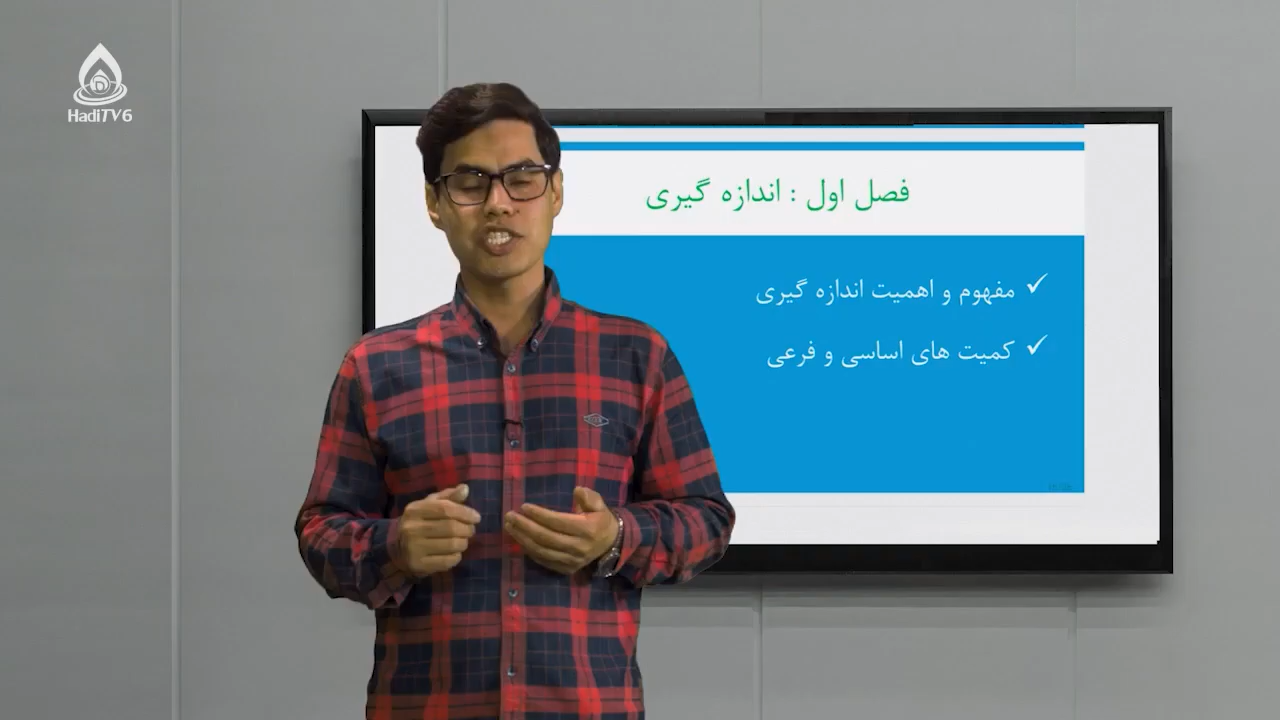 HadiTV6
فصل اول : اندازه گیری
✓ مفهوم و اهمیت اندازه گیری
✓ کمیت های اساسی و فرعی